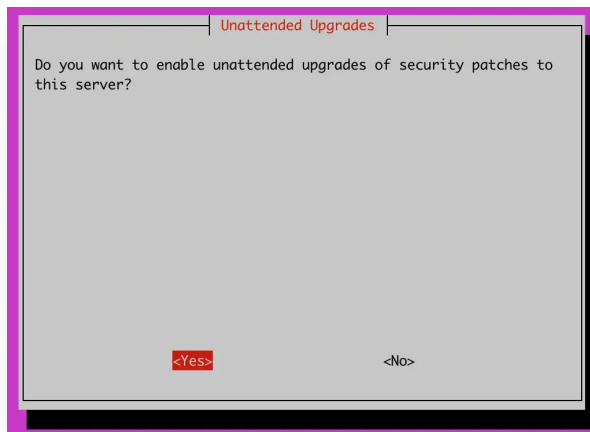 Unattended Upgrades
Do you want to enable unattended upgrades of security patches to
this server?
<Yes> <No>